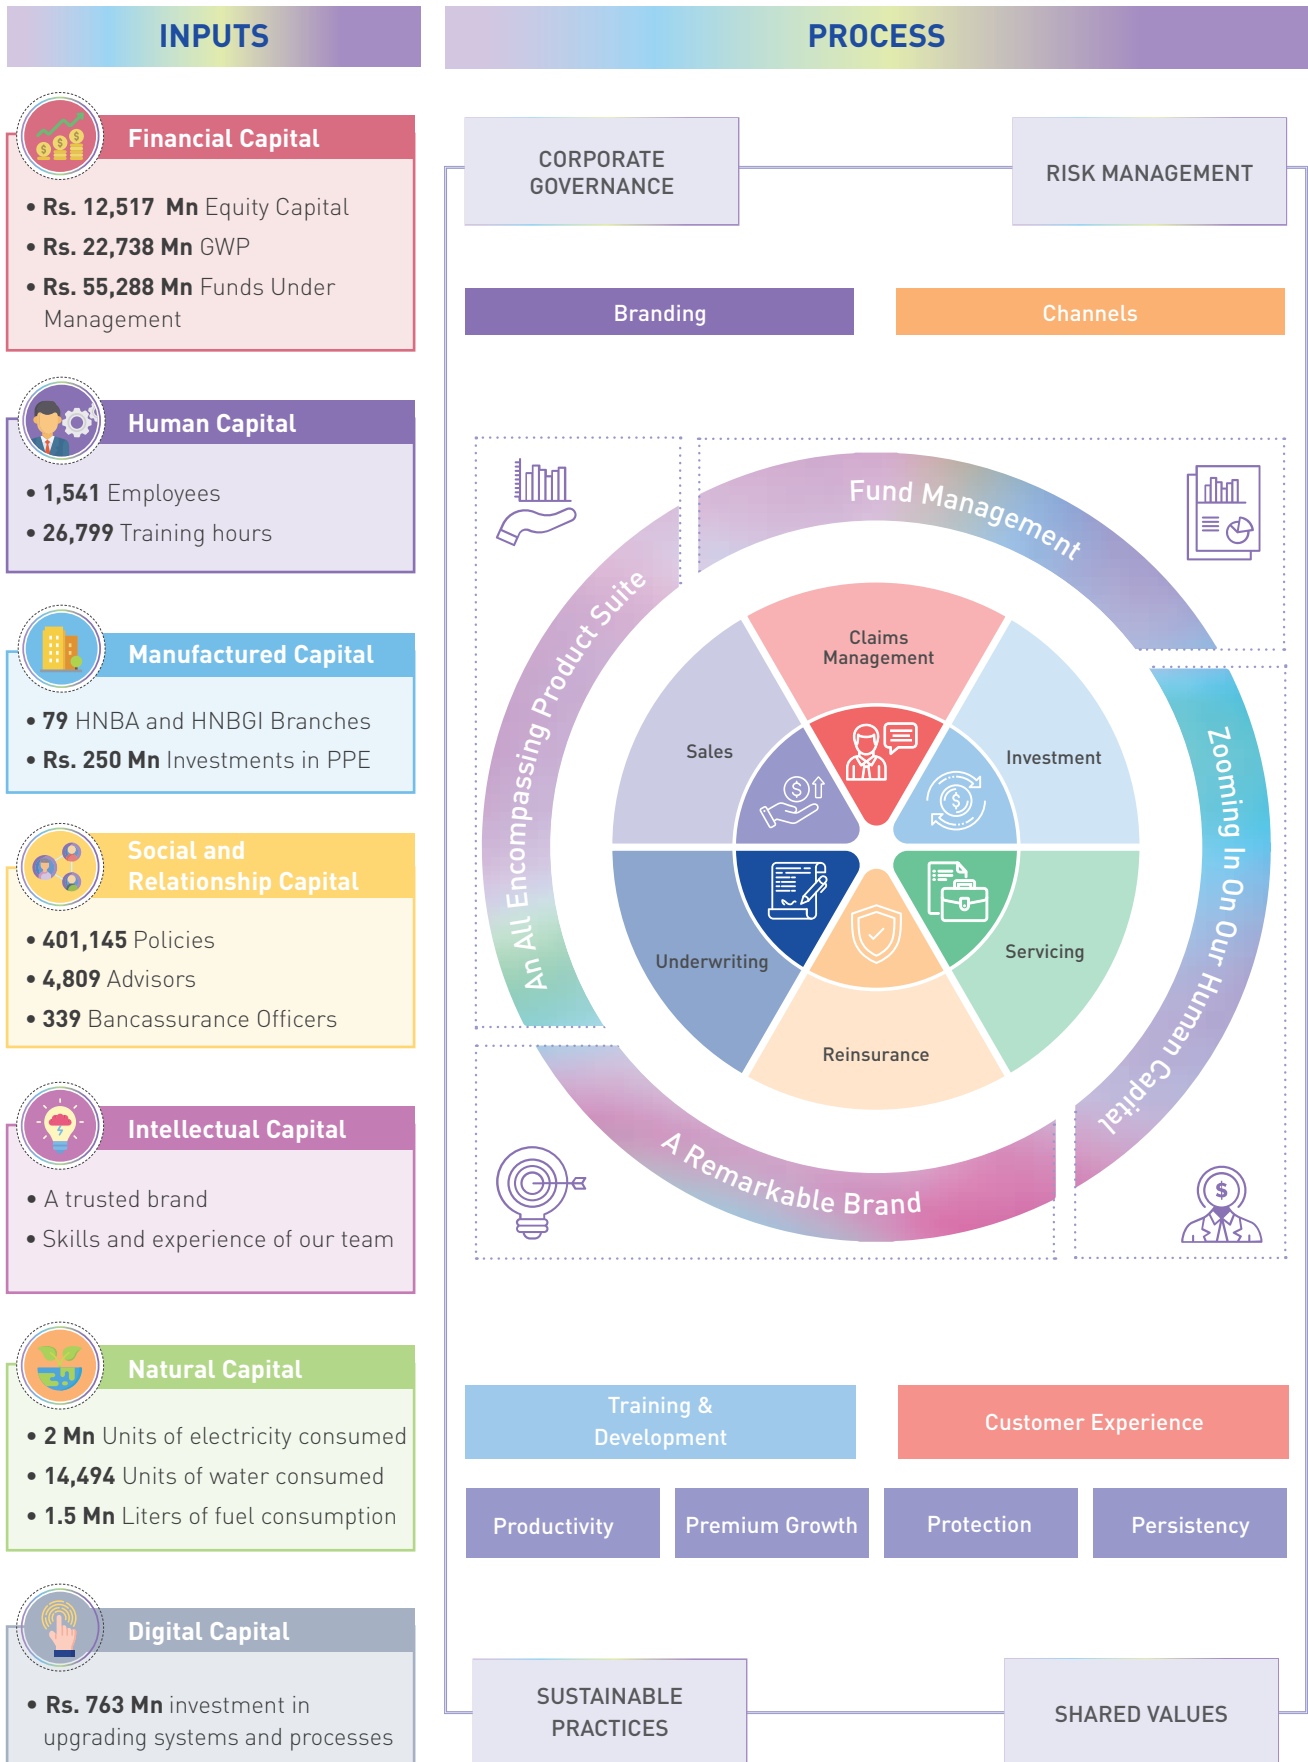 INPUTS
Financial Capital
• Rs. 12,517 Mn Equity Capital
• Rs. 22,738 Mn GWP
• Rs. 55,288 Mn Funds Under
Management
Human Capital
• 1,541 Employees
• 26,799 Training hours
Manufactured Capital
• 79 HNBA and HNBGI Branches
• Rs. 250 Mn Investments in PPE
Social and
Relationship Capital
• 401,145 Policies
• 4,809 Advisors
• 339 Bancassurance Officers
Intellectual Capital
• A trusted brand
• Skills and experience of our team
Natural Capital
• 2 Mn Units of electricity consumed
• 14,494 Units of water consumed
• 1.5 Mn Liters of fuel consumption
Digital Capital
• Rs. 763 Mn investment in
upgrading systems and processes
PROCESS
CORPORATE
GOVERNANCE
RISK MANAGEMENT
Branding
Channels
Fund Management
An All Encompassing Product Suite
Zooming In On Our Human Capital
A Remarkable Brand
Claims
Management
Sales
Investment
Underwriting
Servicing
Reinsurance
Training &
Development
Customer Experience
Productivity
Premium Growth
Protection
Persistency
SUSTAINABLE
PRACTICES
SHARED VALUES